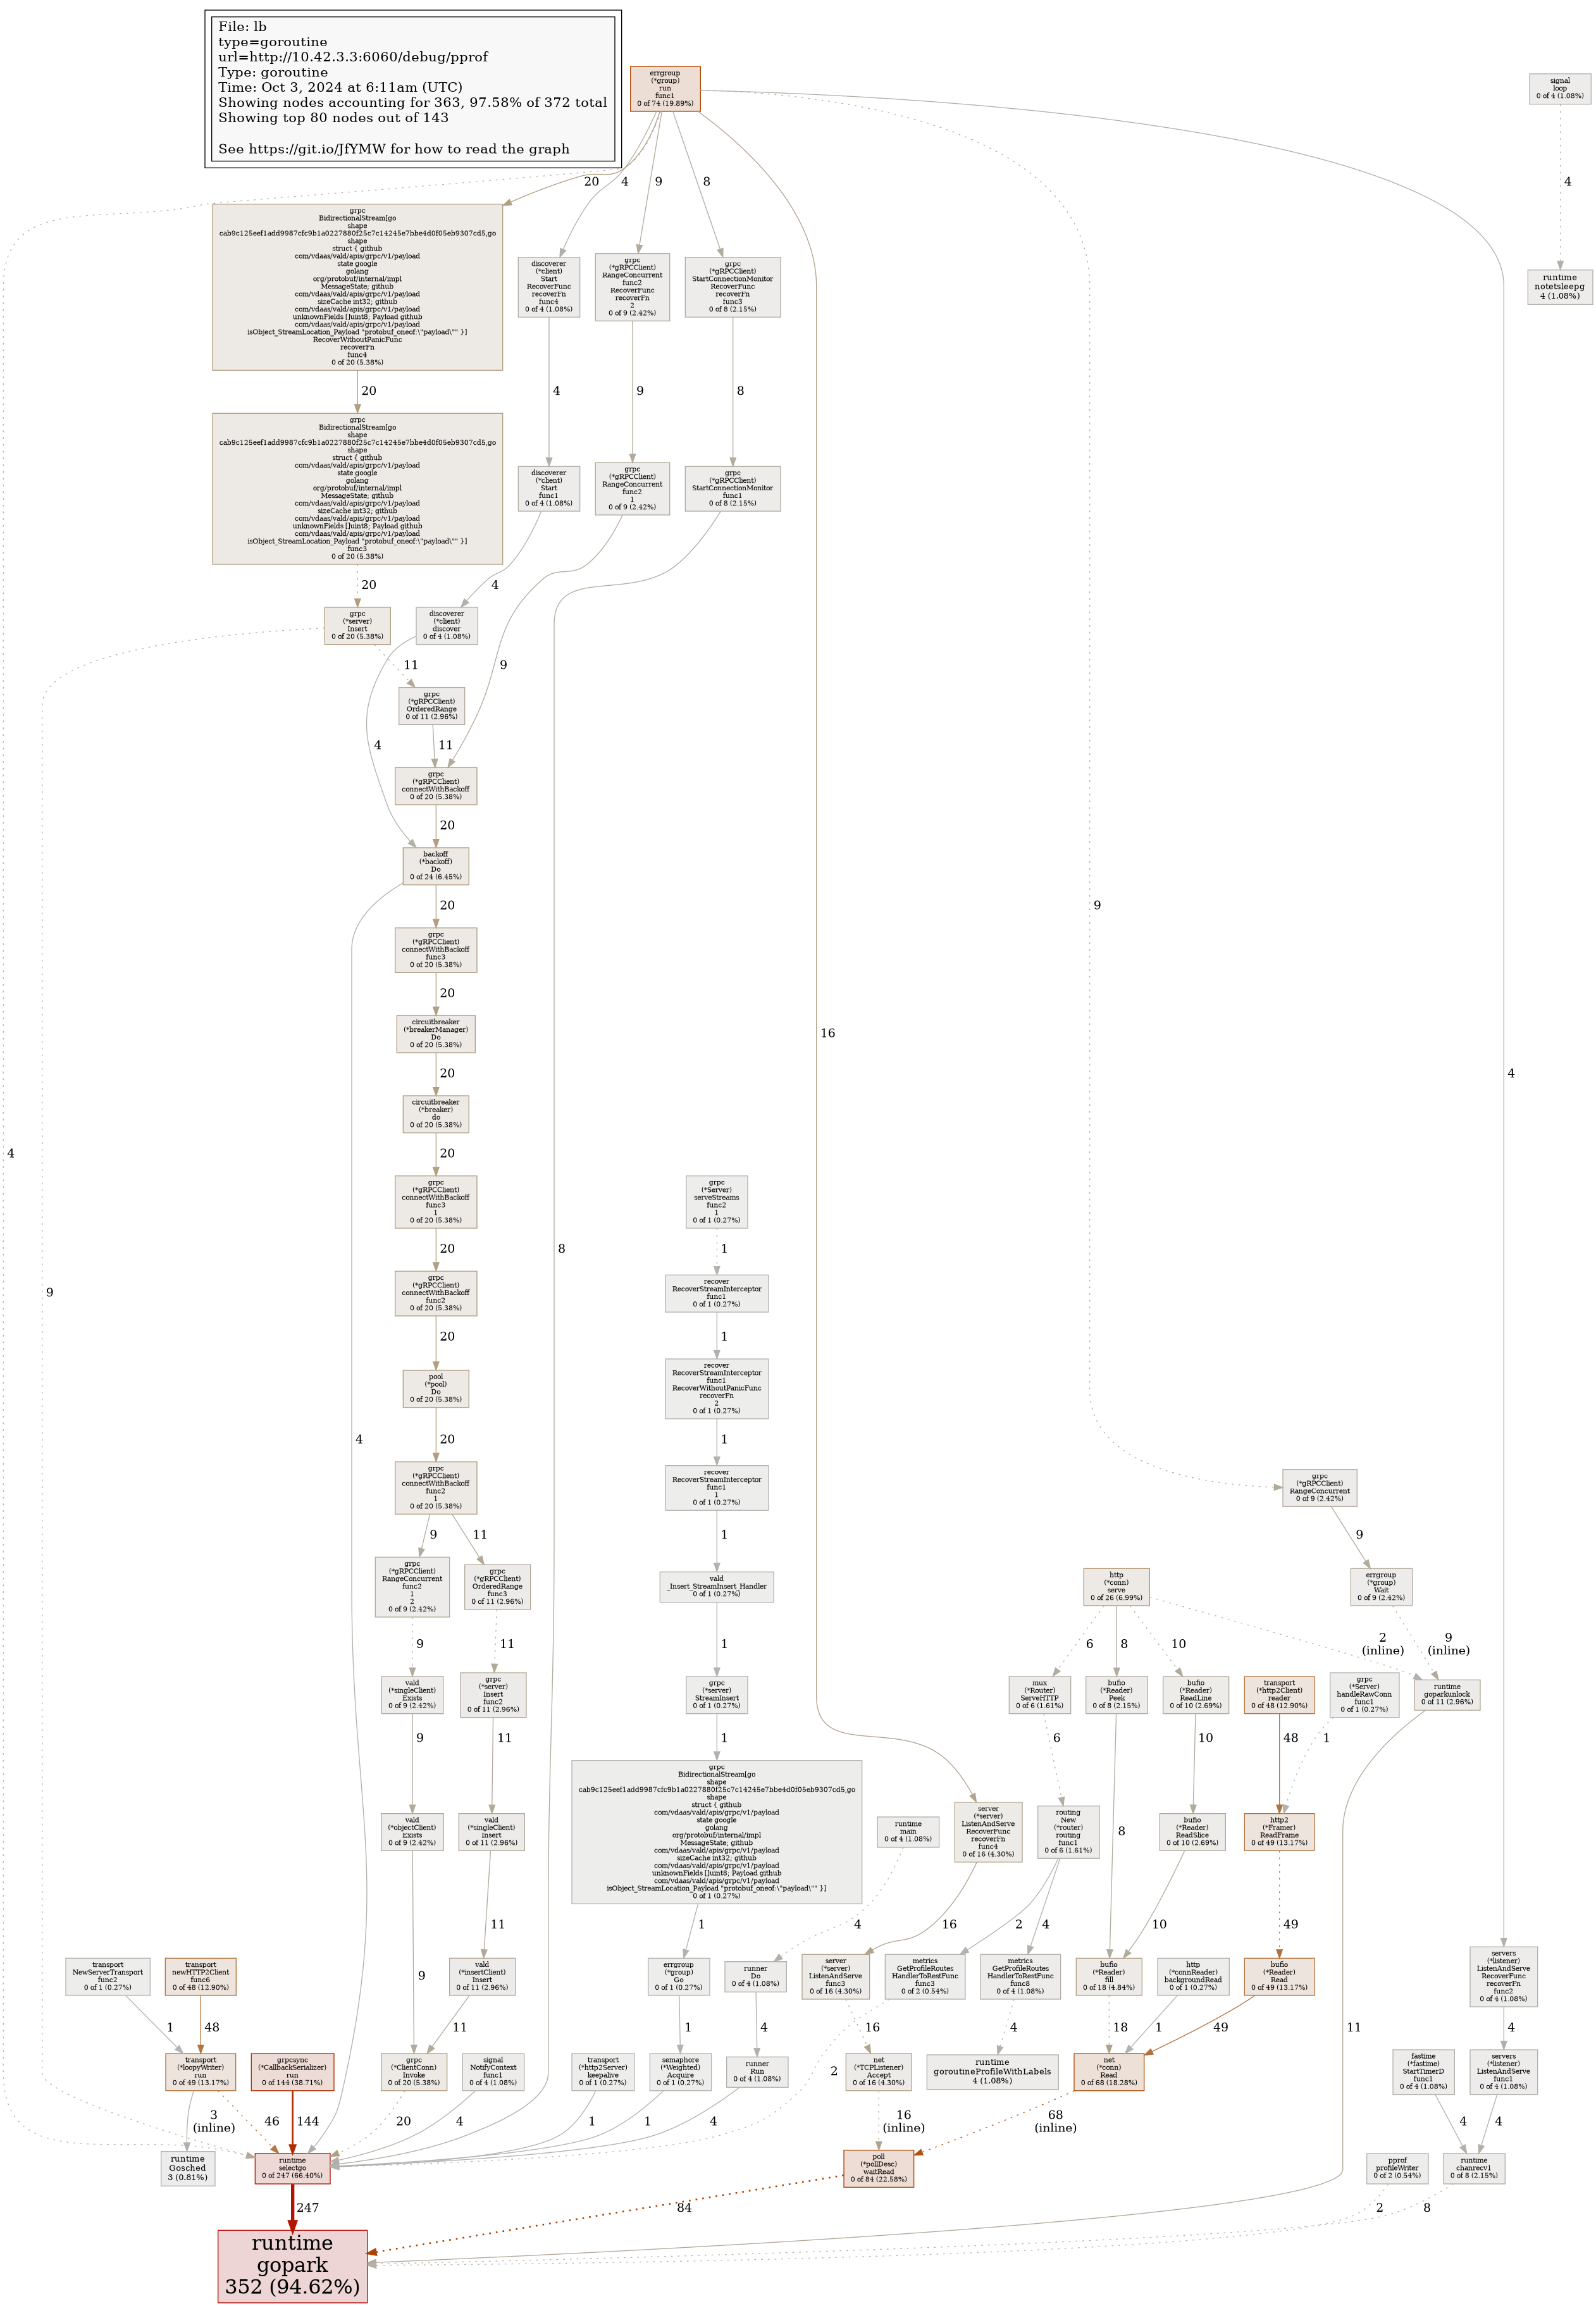 File: lb
type=goroutine
url=http://10.42.3.3:6060/debug/pprof
Type: goroutine
Time: Oct 3, 2024 at 6:11am (UTC)
Showing nodes accounting for 363, 97.58% of 372 total
Showing top 80 nodes out of 143
See https://git.io/JfYMW for how to read the graph
errgroup
(*group)
run
func1
0 of 74 (19.89%)
signal
loop
0 of 4 (1.08%)
20
4
9
8
4
grpc
BidirectionalStream[go
shape
cab9c125eef1add9987cfc9b1a0227880f25c7c14245e7bbe4d0f05eb9307cd5,go
shape
struct { github
com/vdaas/vald/apis/grpc/v1/payload
state google
golang
org/protobuf/internal/impl
MessageState; github
com/vdaas/vald/apis/grpc/v1/payload
sizeCache int32; github
com/vdaas/vald/apis/grpc/v1/payload
unknownFields []uint8; Payload github
com/vdaas/vald/apis/grpc/v1/payload
isObject_StreamLocation_Payload "protobuf_oneof:\"payload\"" }]
RecoverWithoutPanicFunc
recoverFn
func4
0 of 20 (5.38%)
discoverer
(*client)
Start
RecoverFunc
recoverFn
func4
0 of 4 (1.08%)
grpc
(*gRPCClient)
RangeConcurrent
func2
RecoverFunc
recoverFn
2
0 of 9 (2.42%)
grpc
(*gRPCClient)
StartConnectionMonitor
RecoverFunc
recoverFn
func3
0 of 8 (2.15%)
runtime
notetsleepg
4 (1.08%)
20
4
9
8
grpc
BidirectionalStream[go
shape
cab9c125eef1add9987cfc9b1a0227880f25c7c14245e7bbe4d0f05eb9307cd5,go
shape
struct { github
com/vdaas/vald/apis/grpc/v1/payload
state google
golang
org/protobuf/internal/impl
MessageState; github
com/vdaas/vald/apis/grpc/v1/payload
sizeCache int32; github
com/vdaas/vald/apis/grpc/v1/payload
unknownFields []uint8; Payload github
com/vdaas/vald/apis/grpc/v1/payload
isObject_StreamLocation_Payload "protobuf_oneof:\"payload\"" }]
func3
0 of 20 (5.38%)
discoverer
(*client)
Start
func1
0 of 4 (1.08%)
grpc
(*gRPCClient)
RangeConcurrent
func2
1
0 of 9 (2.42%)
grpc
(*gRPCClient)
StartConnectionMonitor
func1
0 of 8 (2.15%)
20
4
grpc
(*server)
Insert
0 of 20 (5.38%)
discoverer
(*client)
discover
0 of 4 (1.08%)
11
9
grpc
(*gRPCClient)
OrderedRange
0 of 11 (2.96%)
4
11
grpc
(*gRPCClient)
connectWithBackoff
0 of 20 (5.38%)
20
backoff
(*backoff)
Do
0 of 24 (6.45%)
20
9
grpc
(*gRPCClient)
connectWithBackoff
func3
0 of 20 (5.38%)
20
16
circuitbreaker
(*breakerManager)
Do
0 of 20 (5.38%)
20
4
circuitbreaker
(*breaker)
do
0 of 20 (5.38%)
20
4
grpc
(*gRPCClient)
connectWithBackoff
func3
1
0 of 20 (5.38%)
grpc
(*Server)
serveStreams
func2
1
0 of 1 (0.27%)
20
8
1
grpc
(*gRPCClient)
connectWithBackoff
func2
0 of 20 (5.38%)
recover
RecoverStreamInterceptor
func1
0 of 1 (0.27%)
9
20
1
pool
(*pool)
Do
0 of 20 (5.38%)
recover
RecoverStreamInterceptor
func1
RecoverWithoutPanicFunc
recoverFn
2
0 of 1 (0.27%)
4
20
1
grpc
(*gRPCClient)
connectWithBackoff
func2
1
0 of 20 (5.38%)
recover
RecoverStreamInterceptor
func1
1
0 of 1 (0.27%)
grpc
(*gRPCClient)
RangeConcurrent
0 of 9 (2.42%)
9
11
1
9
grpc
(*gRPCClient)
RangeConcurrent
func2
1
2
0 of 9 (2.42%)
grpc
(*gRPCClient)
OrderedRange
func3
0 of 11 (2.96%)
vald
_Insert_StreamInsert_Handler
0 of 1 (0.27%)
http
(*conn)
serve
0 of 26 (6.99%)
errgroup
(*group)
Wait
0 of 9 (2.42%)
9
11
1
6
8
10
2
(inline)
9
(inline)
vald
(*singleClient)
Exists
0 of 9 (2.42%)
grpc
(*server)
Insert
func2
0 of 11 (2.96%)
grpc
(*server)
StreamInsert
0 of 1 (0.27%)
mux
(*Router)
ServeHTTP
0 of 6 (1.61%)
bufio
(*Reader)
Peek
0 of 8 (2.15%)
bufio
(*Reader)
ReadLine
0 of 10 (2.69%)
transport
(*http2Client)
reader
0 of 48 (12.90%)
grpc
(*Server)
handleRawConn
func1
0 of 1 (0.27%)
runtime
goparkunlock
0 of 11 (2.96%)
9
11
1
6
10
48
1
vald
(*objectClient)
Exists
0 of 9 (2.42%)
vald
(*singleClient)
Insert
0 of 11 (2.96%)
grpc
BidirectionalStream[go
shape
cab9c125eef1add9987cfc9b1a0227880f25c7c14245e7bbe4d0f05eb9307cd5,go
shape
struct { github
com/vdaas/vald/apis/grpc/v1/payload
state google
golang
org/protobuf/internal/impl
MessageState; github
com/vdaas/vald/apis/grpc/v1/payload
sizeCache int32; github
com/vdaas/vald/apis/grpc/v1/payload
unknownFields []uint8; Payload github
com/vdaas/vald/apis/grpc/v1/payload
isObject_StreamLocation_Payload "protobuf_oneof:\"payload\"" }]
0 of 1 (0.27%)
runtime
main
0 of 4 (1.08%)
server
(*server)
ListenAndServe
RecoverFunc
recoverFn
func4
0 of 16 (4.30%)
routing
New
(*router)
routing
func1
0 of 6 (1.61%)
bufio
(*Reader)
ReadSlice
0 of 10 (2.69%)
http2
(*Framer)
ReadFrame
0 of 49 (13.17%)
8
11
1
4
16
2
4
10
49
transport
NewServerTransport
func2
0 of 1 (0.27%)
transport
newHTTP2Client
func6
0 of 48 (12.90%)
vald
(*insertClient)
Insert
0 of 11 (2.96%)
errgroup
(*group)
Go
0 of 1 (0.27%)
runner
Do
0 of 4 (1.08%)
server
(*server)
ListenAndServe
func3
0 of 16 (4.30%)
metrics
GetProfileRoutes
HandlerToRestFunc
func3
0 of 2 (0.54%)
metrics
GetProfileRoutes
HandlerToRestFunc
func8
0 of 4 (1.08%)
bufio
(*Reader)
fill
0 of 18 (4.84%)
http
(*connReader)
backgroundRead
0 of 1 (0.27%)
bufio
(*Reader)
Read
0 of 49 (13.17%)
servers
(*listener)
ListenAndServe
RecoverFunc
recoverFn
func2
0 of 4 (1.08%)
9
1
48
11
1
4
16
4
18
1
49
11
4
transport
(*loopyWriter)
run
0 of 49 (13.17%)
grpcsync
(*CallbackSerializer)
run
0 of 144 (38.71%)
grpc
(*ClientConn)
Invoke
0 of 20 (5.38%)
signal
NotifyContext
func1
0 of 4 (1.08%)
transport
(*http2Server)
keepalive
0 of 1 (0.27%)
semaphore
(*Weighted)
Acquire
0 of 1 (0.27%)
runner
Run
0 of 4 (1.08%)
2
net
(*TCPListener)
Accept
0 of 16 (4.30%)
runtime
goroutineProfileWithLabels
4 (1.08%)
net
(*conn)
Read
0 of 68 (18.28%)
fastime
(*fastime)
StartTimerD
func1
0 of 4 (1.08%)
servers
(*listener)
ListenAndServe
func1
0 of 4 (1.08%)
3
(inline)
46
144
20
4
1
1
4
16
(inline)
68
(inline)
4
4
runtime
Gosched
3 (0.81%)
runtime
selectgo
0 of 247 (66.40%)
poll
(*pollDesc)
waitRead
0 of 84 (22.58%)
pprof
profileWriter
0 of 2 (0.54%)
runtime
chanrecv1
0 of 8 (2.15%)
247
84
2
8
runtime
gopark
352 (94.62%)